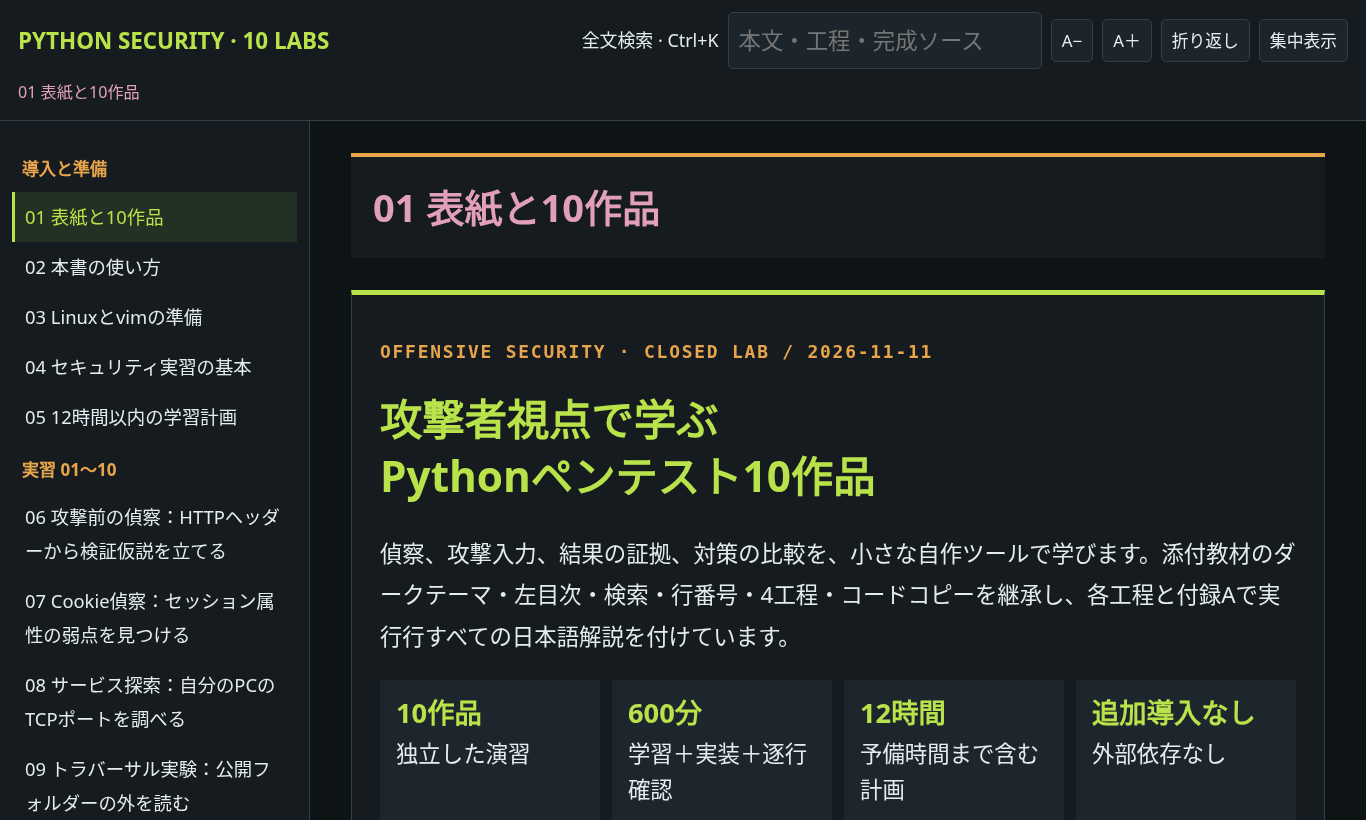 PYTHON SECURITY · 10 LABS
全文検索 · Ctrl+K
本文・工程・完成ソース
A−
A＋
折り返し
集中表示
01 表紙と10作品
導入と準備
01 表紙と10作品
02 本書の使い方
03 Linuxとvimの準備
04 セキュリティ実習の基本
05 12時間以内の学習計画
実習 01〜10
06 攻撃前の偵察：HTTPヘッダ
ーから検証仮説を立てる
07 Cookie偵察：セッション属
性の弱点を見つける
08 サービス探索：自分のPCの
TCPポートを調べる
09 トラバーサル実験：公開フ
ォルダーの外を読む
01 表紙と10作品
OFFENSIVE SECURITY · CLOSED LAB / 2026-11-11
攻撃者視点で学ぶ
Pythonペンテスト10作品
偵察、攻撃入力、結果の証拠、対策の比較を、小さな自作ツールで学びます。添付教材のダ
ークテーマ・左目次・検索・行番号・4工程・コードコピーを継承し、各工程と付録Aで実
行行すべての日本語解説を付けています。
10作品
独立した演習
600分
学習＋実装＋逐行
確認
12時間
予備時間まで含む
計画
追加導入なし
外部依存なし